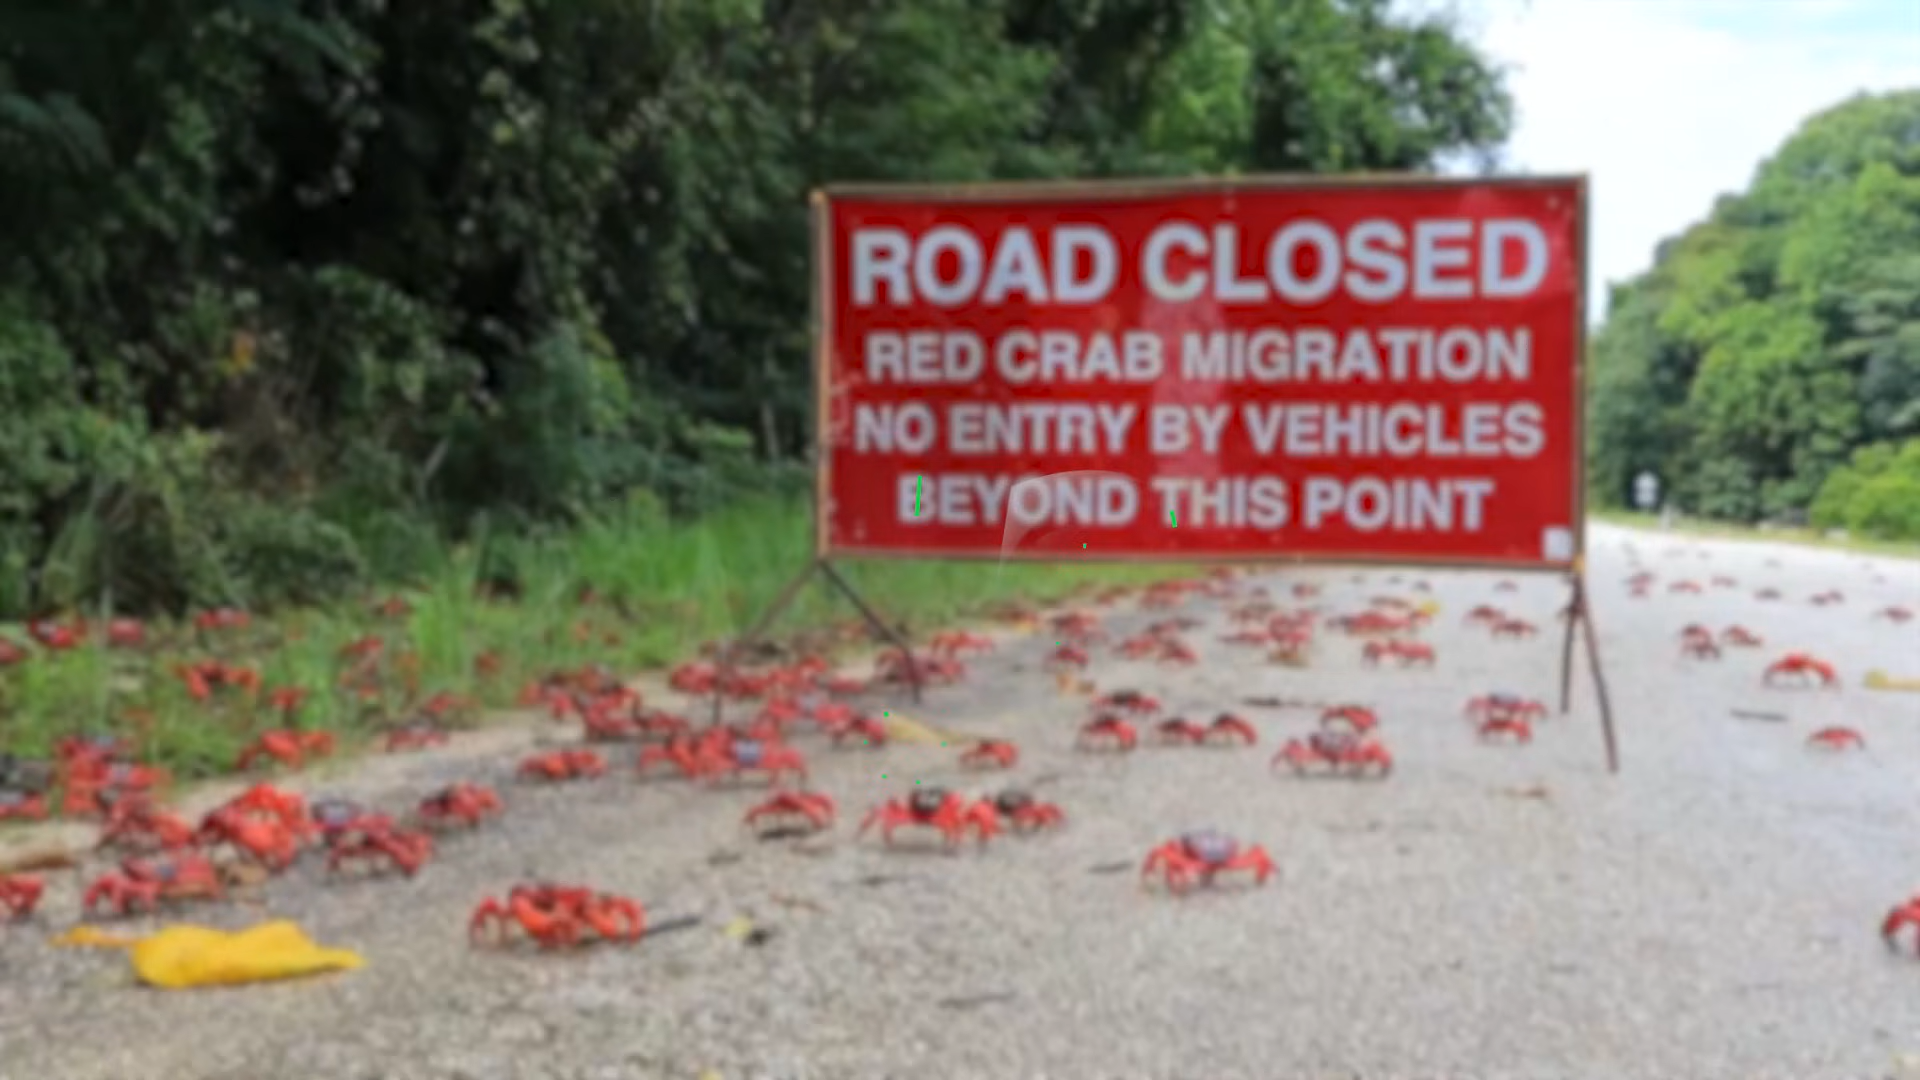 ROAD CLOSED
RED CRAB MIGRATION
NO ENTRY BY VEHICLES
BEYOND THIS POINT